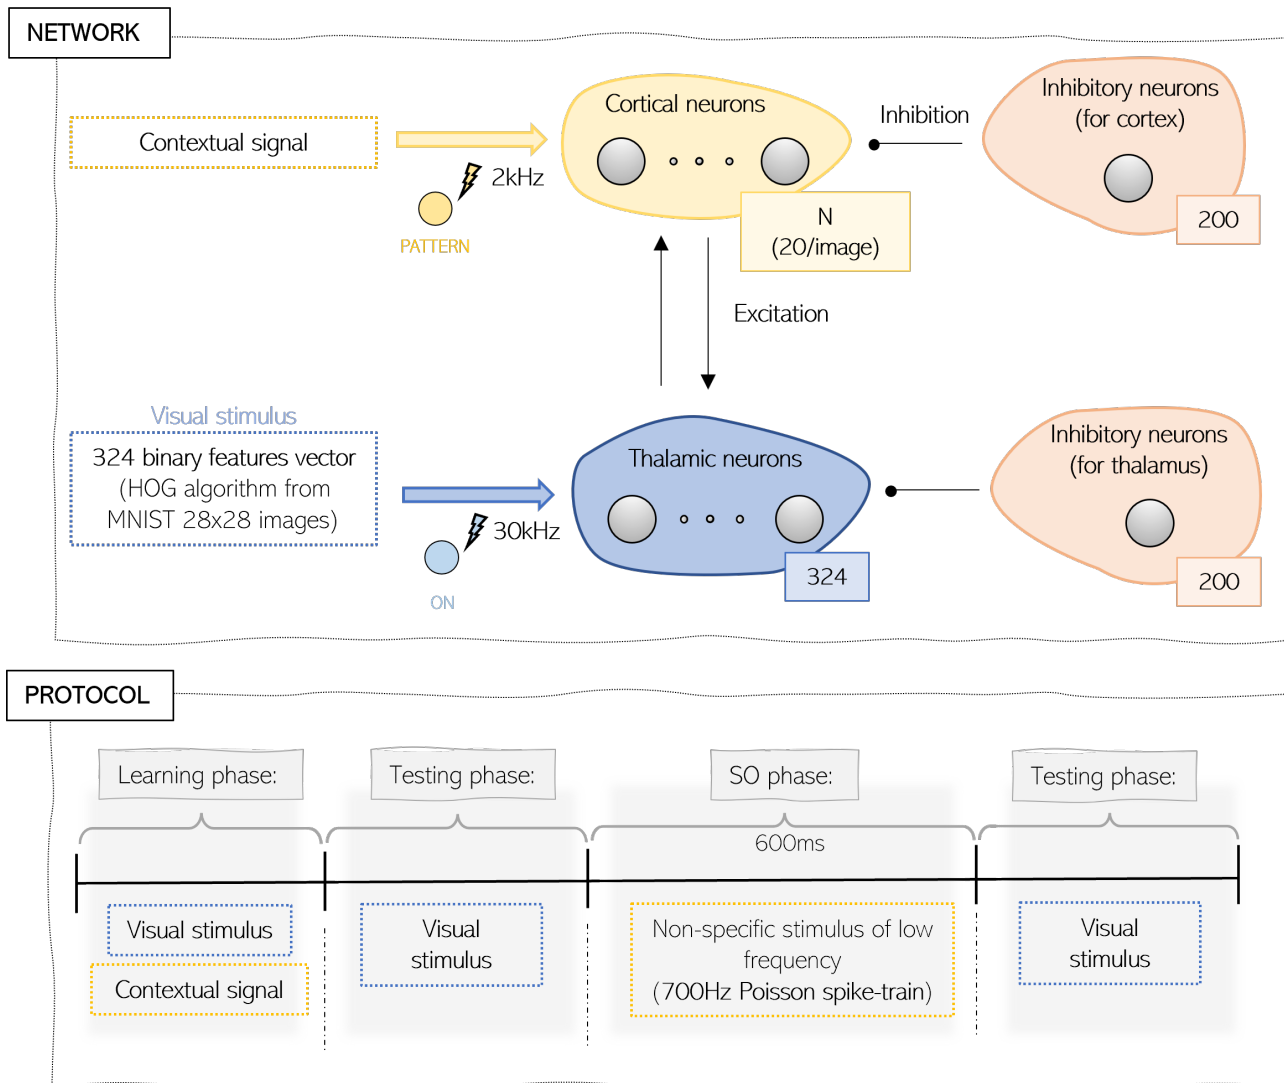 NETWORK
Contextual signal
2kHz
PATTERN
Cortical neurons
N
(20/image)
Inhibition
Inhibitory neurons
(for cortex)
200
Excitation
Visual stimulus
324 binary features vector
(HOG algorithm from
MNIST 28x28 images)
30kHz
ON
Thalamic neurons
324
Inhibitory neurons
(for thalamus)
200
PROTOCOL
Learning phase:
Testing phase:
SO phase:
Testing phase:
600ms
Visual stimulus
Contextual signal
Visual
stimulus
Non-specific stimulus of low
frequency
(700Hz Poisson spike-train)
Visual
stimulus